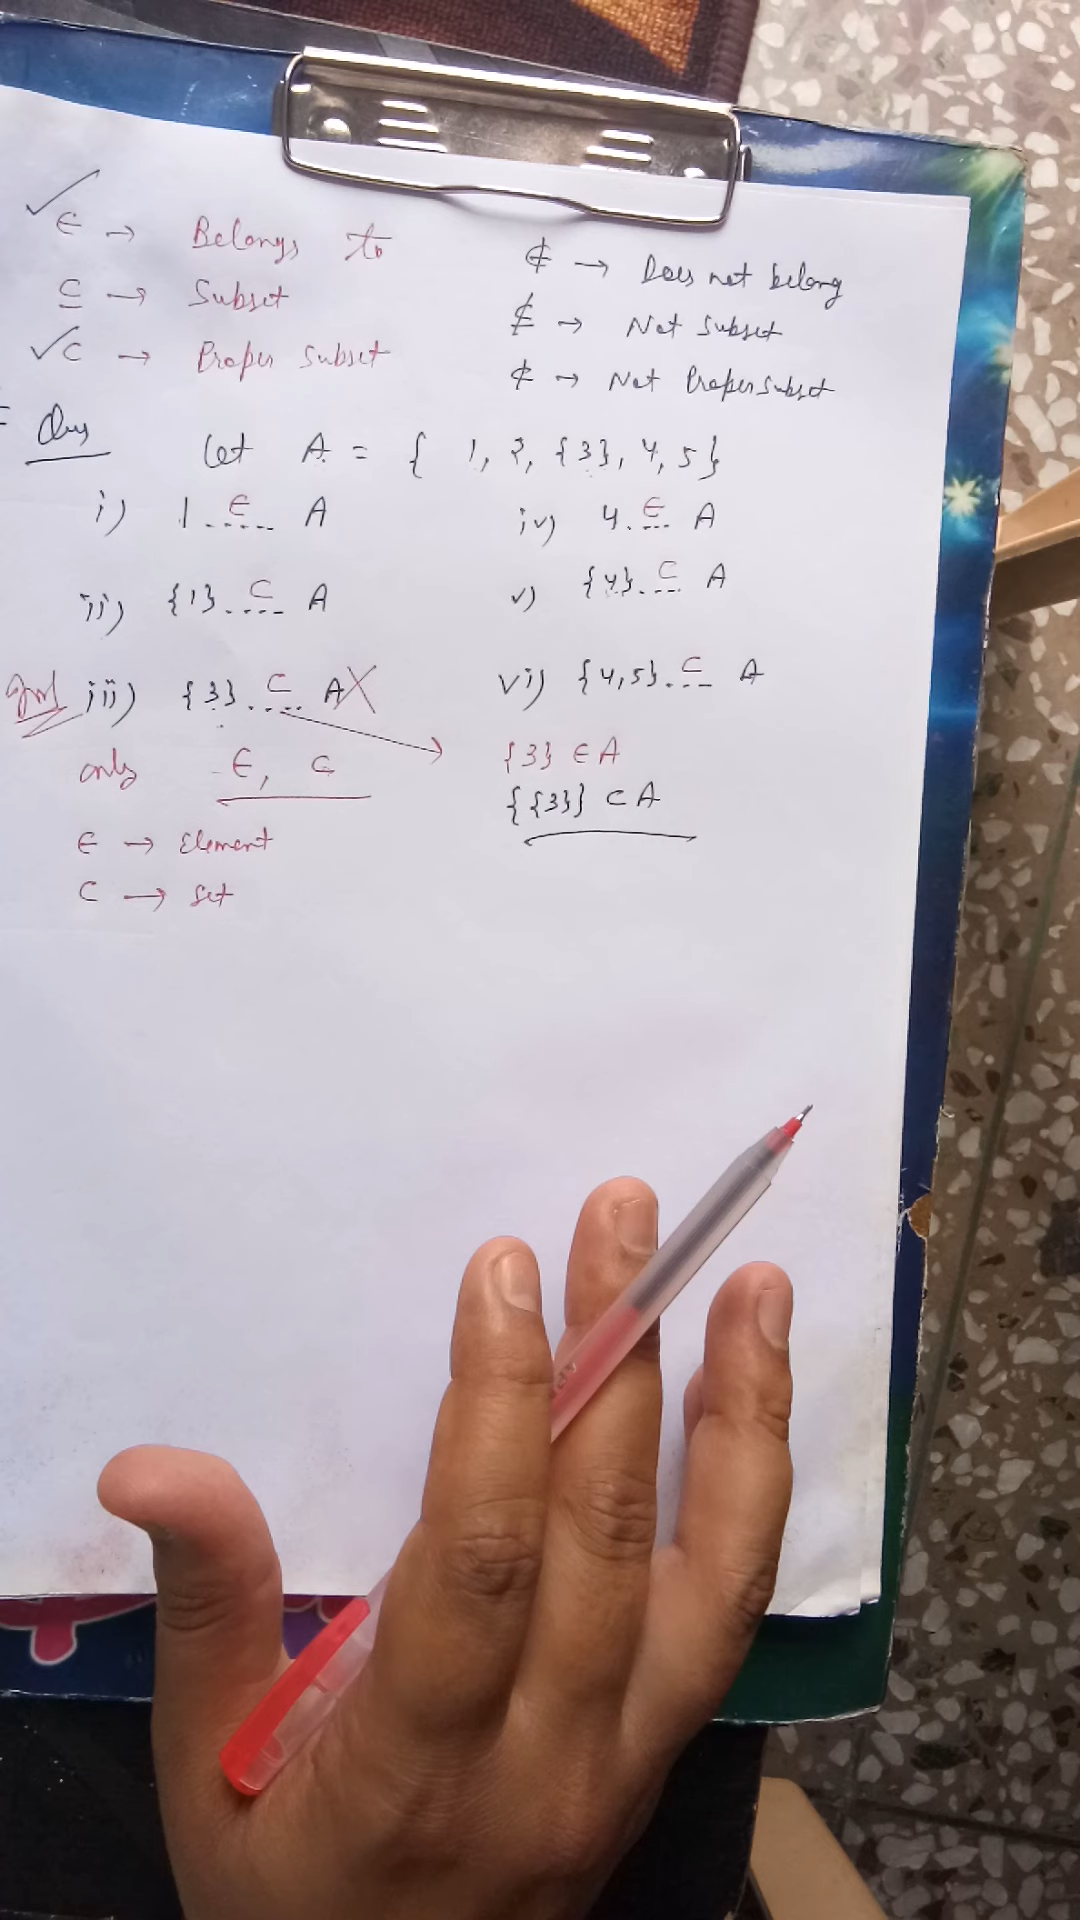 ✓ ∈ → Belongs to
⊆ → Subset
✓ ⊂ → Proper Subset
∉ → Does not belong
⊈ → Not Subset
⊄ → Not Proper Subset
Ques Let A = { 1, 2, {3}, 4, 5}
i) 1 ..∈... A
ii) {1} ..⊂... A
iii) {3} ..⊂... A ✗
only ∈, ⊂
∈ → Element
⊂ → Set
iv) 4 ..∈.. A
v) {4} ..⊂.. A
vi) {4,5} ..⊂.. A
{3} ∈ A
{{3}} ⊂ A